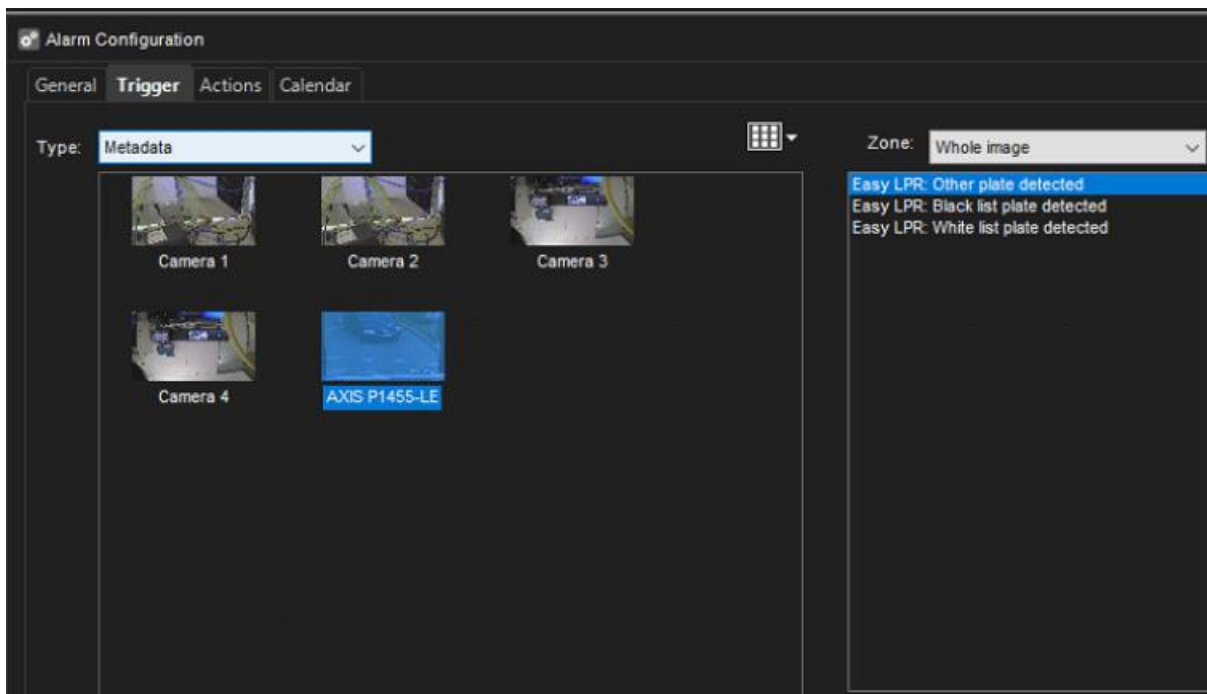 Alarm Configuration
General Trigger Actions Calendar
Type: Metadata
Zone: Whole image
Camera 1 Camera 2 Camera 3
Camera 4 AXIS P1455-LE
Easy LPR: Other plate detected
Easy LPR: Black list plate detected
Easy LPR: White list plate detected